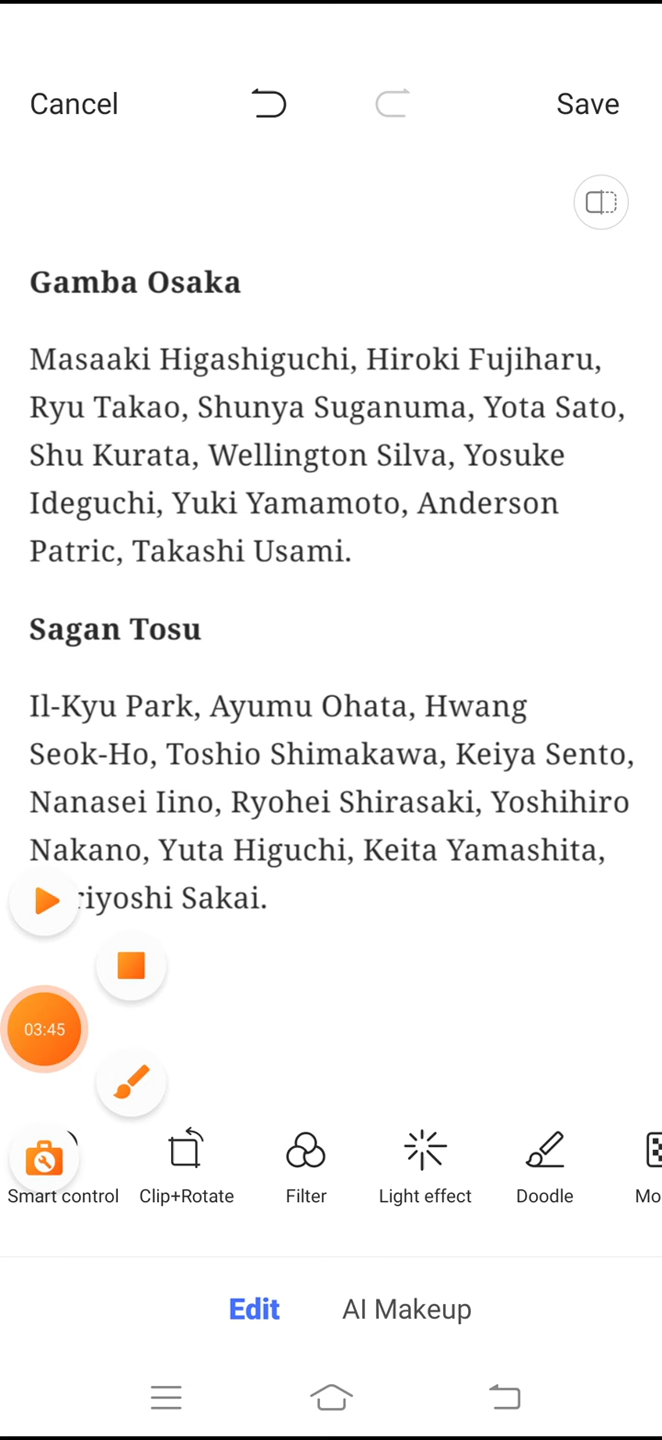 Cancel
Save
Gamba Osaka
Masaaki Higashiguchi, Hiroki Fujiharu,
Ryu Takao, Shunya Suganuma, Yota Sato,
Shu Kurata, Wellington Silva, Yosuke
Ideguchi, Yuki Yamamoto, Anderson
Patric, Takashi Usami.
Sagan Tosu
Il-Kyu Park, Ayumu Ohata, Hwang
Seok-Ho, Toshio Shimakawa, Keiya Sento,
Nanasei Iino, Ryohei Shirasaki, Yoshihiro
Nakano, Yuta Higuchi, Keita Yamashita,
Sakai.
03:45
Smart control Clip+Rotate Filter Light effect Doodle
Edit AI Makeup